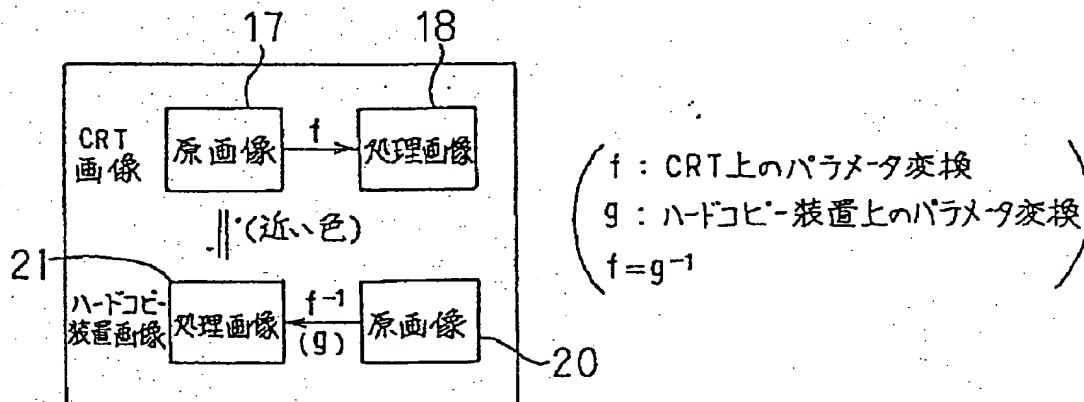 17
18
CRT
画像
原画像
f
処理画像
≒(近い色)
21
ハードコピー
装置画像
処理画像
f⁻¹
(g)
原画像
20
f : CRT上のパラメータ変換
g : ハードコピー装置上のパラメータ変換
f=g⁻¹